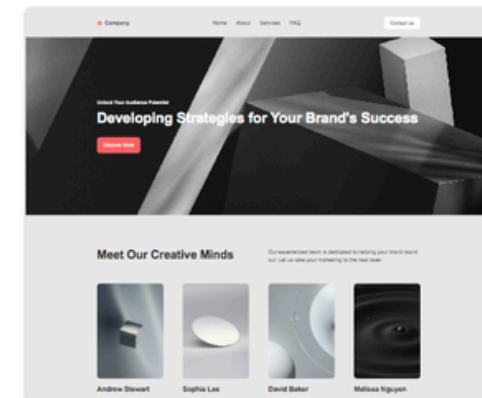 Company
Home About Services FAQ
Contact us
Unlock Your Audience Potential
Developing Strategies for Your Brand's Success
Discover More
Meet Our Creative Minds
Our experienced team is dedicated to helping your brand stand
out. Let us take your marketing to the next level.
Andrew Stewart
Sophia Lee
David Baker
Melissa Nguyen